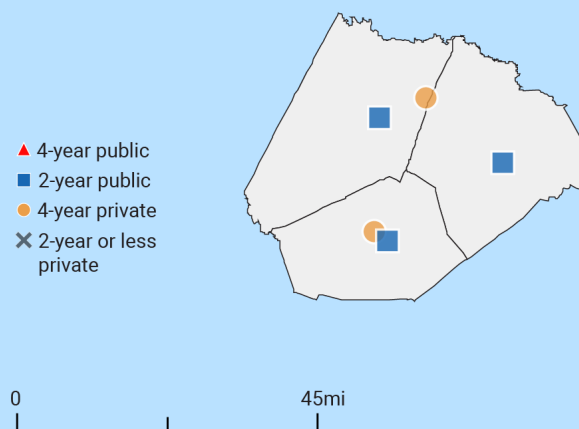 4-year public
2-year public
4-year private
2-year or less
private
0
45mi